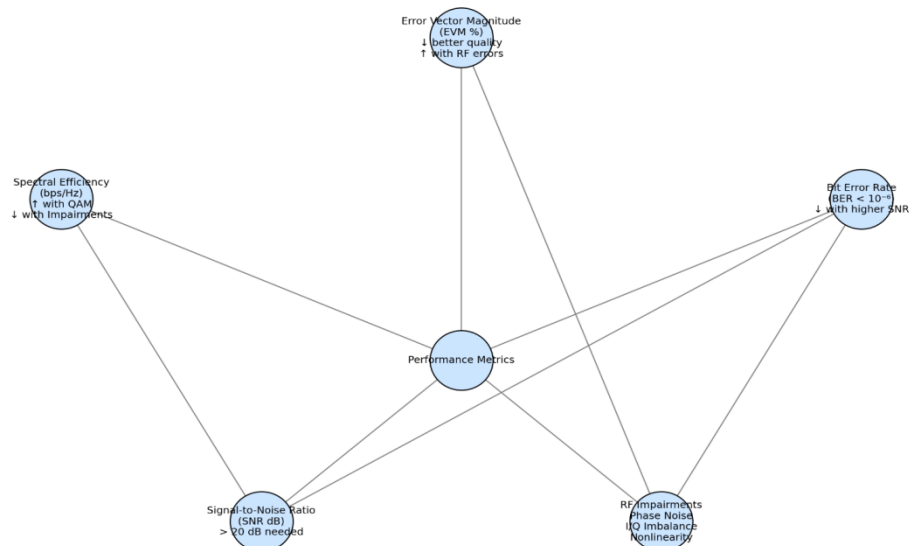 Error Vector Magnitude
(EVM %)
↓ better quality
↑ with RF errors
Spectral Efficiency
(bps/Hz)
↑ with QAM
↓ with Impairments
Bit Error Rate
(BER < 10⁻⁶
↓ with higher SNR
Performance Metrics
Signal-to-Noise Ratio
(SNR dB)
> 20 dB needed
RF Impairments
Phase Noise
I/Q Imbalance
Nonlinearity